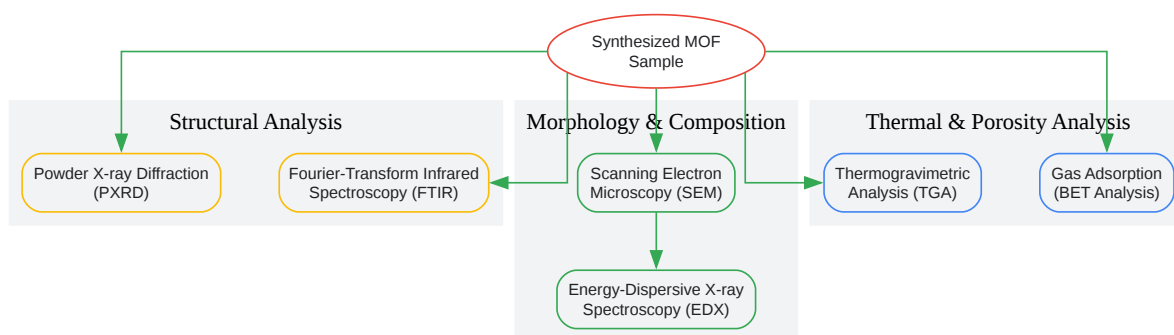 Synthesized MOF
Sample
Structural Analysis
Morphology & Composition
Thermal & Porosity Analysis
Powder X-ray Diffraction
(PXRD)
Fourier-Transform Infrared
Spectroscopy (FTIR)
Scanning Electron
Microscopy (SEM)
Thermogravimetric
Analysis (TGA)
Gas Adsorption
(BET Analysis)
Energy-Dispersive X-ray
Spectroscopy (EDX)